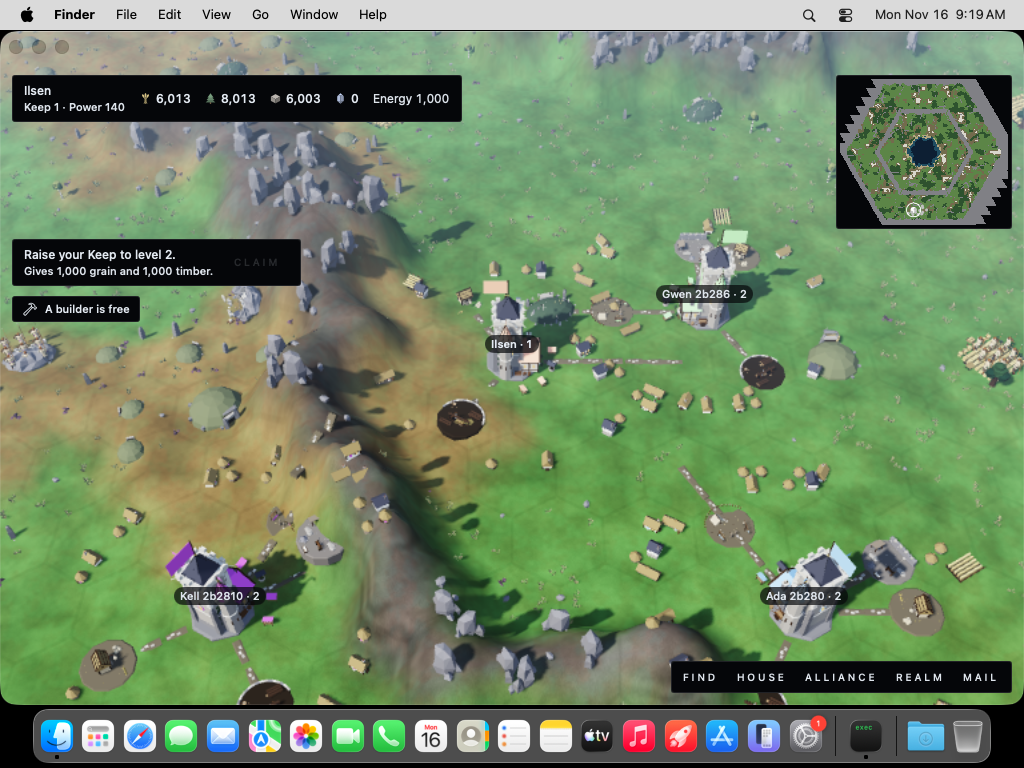 Finder File Edit View Go Window Help Mon Nov 16 9:19 AM
Ilsen
Keep 1 · Power 140 6,013 8,013 6,003 0 Energy 1,000
Raise your Keep to level 2.
Gives 1,000 grain and 1,000 timber.
CLAIM
A builder is free
Gwen 2b286 · 2
Ilsen · 1
Kell 2b2810 · 2
Ada 2b280 · 2
FIND HOUSE ALLIANCE REALM MAIL
Mon
16
tv
1
exec